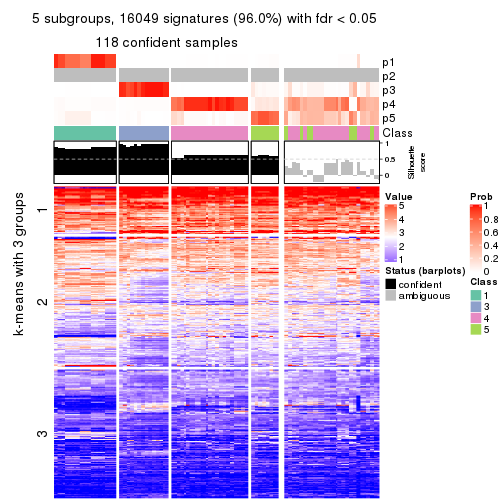 5 subgroups, 16049 signatures (96.0%) with fdr < 0.05
118 confident samples
p1
p2
p3
p4
p5
Class
1
0.5
0
Silhouette
score
k-means with 3 groups
1
2
3
Value
5
4
3
2
1
Prob
1
0.8
0.6
0.4
0.2
0
Status (barplots)
confident
ambiguous
Class
1
3
4
5